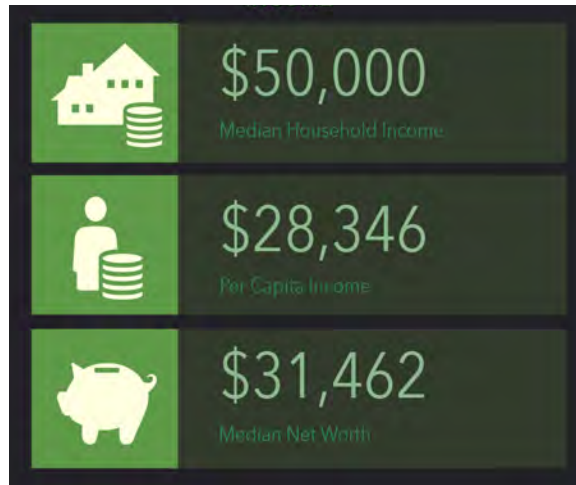 $50,000
Median Household Income
$28,346
Per Capita Income
$31,462
Median Net Worth